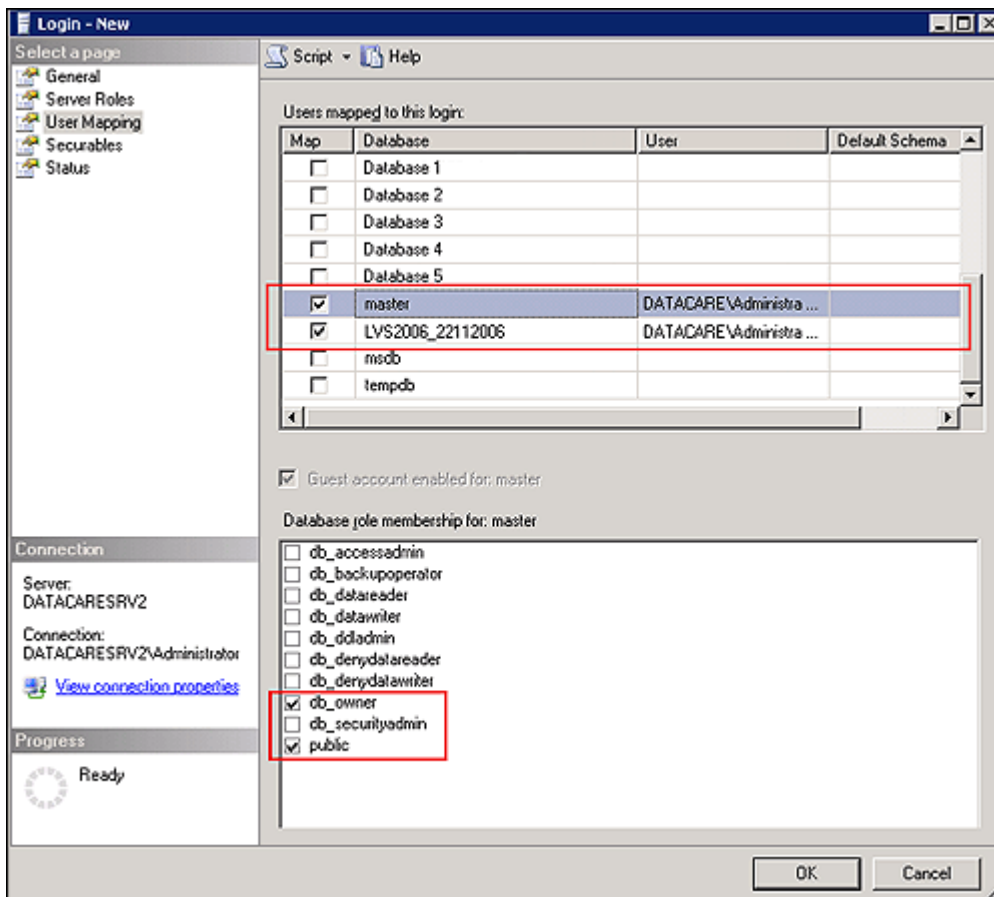 Login - New
Select a page
General
Server Roles
User Mapping
Securables
Status
Script Help
Users mapped to this login:
Map Database User Default Schema
Database 1
Database 2
Database 3
Database 4
Database 5
master DATACARE\Administra ...
LVS2006_22112006 DATACARE\Administra ...
msdb
tempdb
Guest account enabled for: master
Database role membership for: master
db_accessadmin
db_backupoperator
db_datareader
db_datawriter
db_ddladmin
db_denydatareader
db_denydatawriter
db_owner
db_securityadmin
public
Connection
Server:
DATACARESRV2
Connection:
DATACARESRV2\Administrator
View connection properties
Progress
Ready
OK Cancel